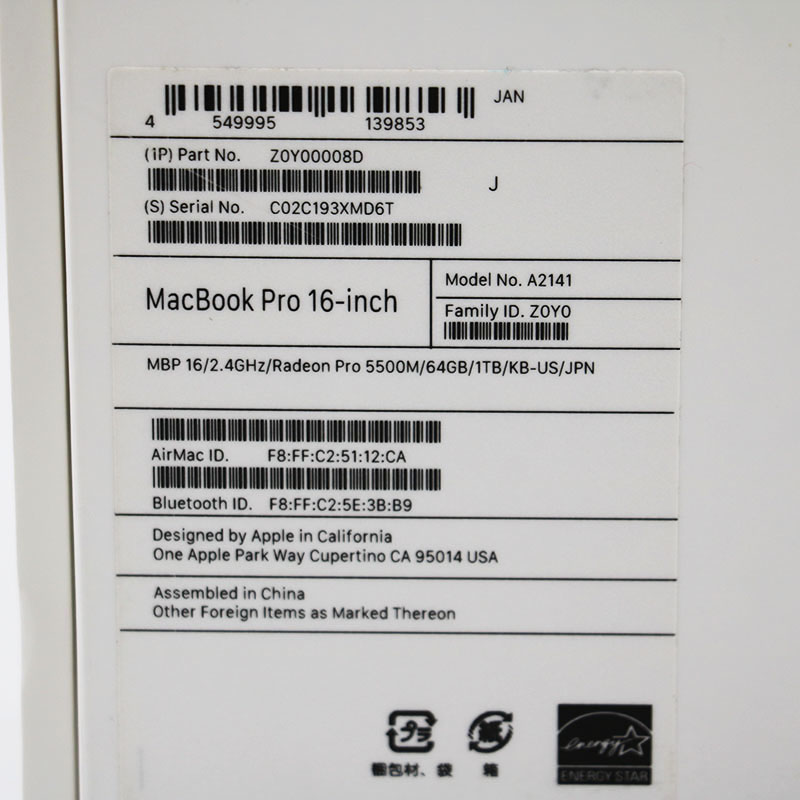 JAN
4 549995 139853
(1P) Part No. Z0Y00008D
J
(S) Serial No. C02C193XMD6T
MacBook Pro 16-inch
Model No. A2141
Family ID. Z0Y0
MBP 16/2.4GHz/Radeon Pro 5500M/64GB/1TB/KB-US/JPN
AirMac ID. F8:FF:C2:51:12:CA
Bluetooth ID. F8:FF:C2:5E:3B:B9
Designed by Apple in California
One Apple Park Way Cupertino CA 95014 USA
Assembled in China
Other Foreign Items as Marked Thereon
プラ 紙
梱包材、袋 箱
energy
ENERGY STAR